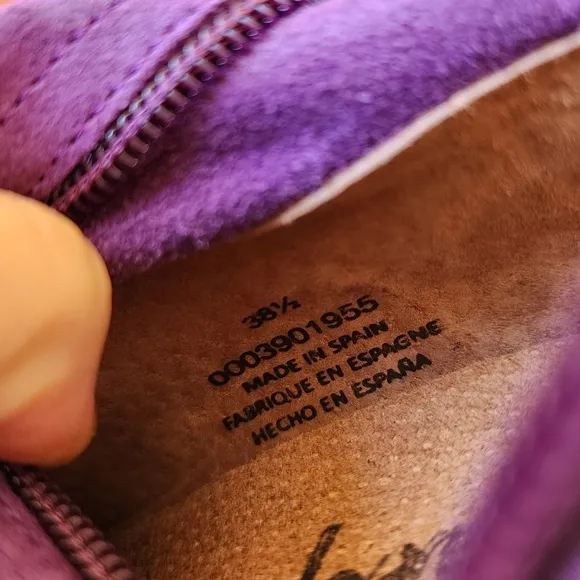 38½
0003901955
MADE IN SPAIN
FABRIQUE EN ESPAGNE
HECHO EN ESPAÑA